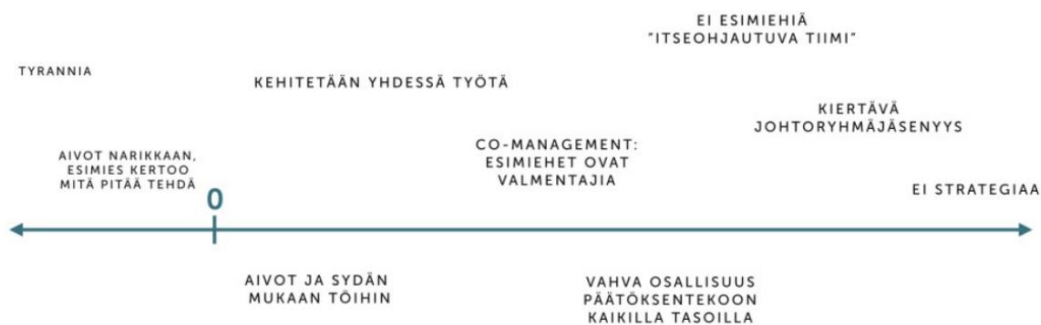 EI ESIMIEHIÄ
"ITSEOHJAUTUVA TIIMI"
TYRANNIA
KEHITETÄÄN YHDESSÄ TYÖTÄ
KIERTÄVÄ
JOHTORYHMÄJÄSENYYS
CO-MANAGEMENT:
ESIMIEHET OVAT
VALMENTAJIA
AIVOT NARIKKAAN,
ESIMIES KERTOO
MITÄ PITÄÄ TEHDÄ
EI STRATEGIAA
0
AIVOT JA SYDÄN
MUKAAN TÖIHIN
VAHVA OSALLISUUS
PÄÄTÖKSENTEKOON
KAIKILLA TASOILLA